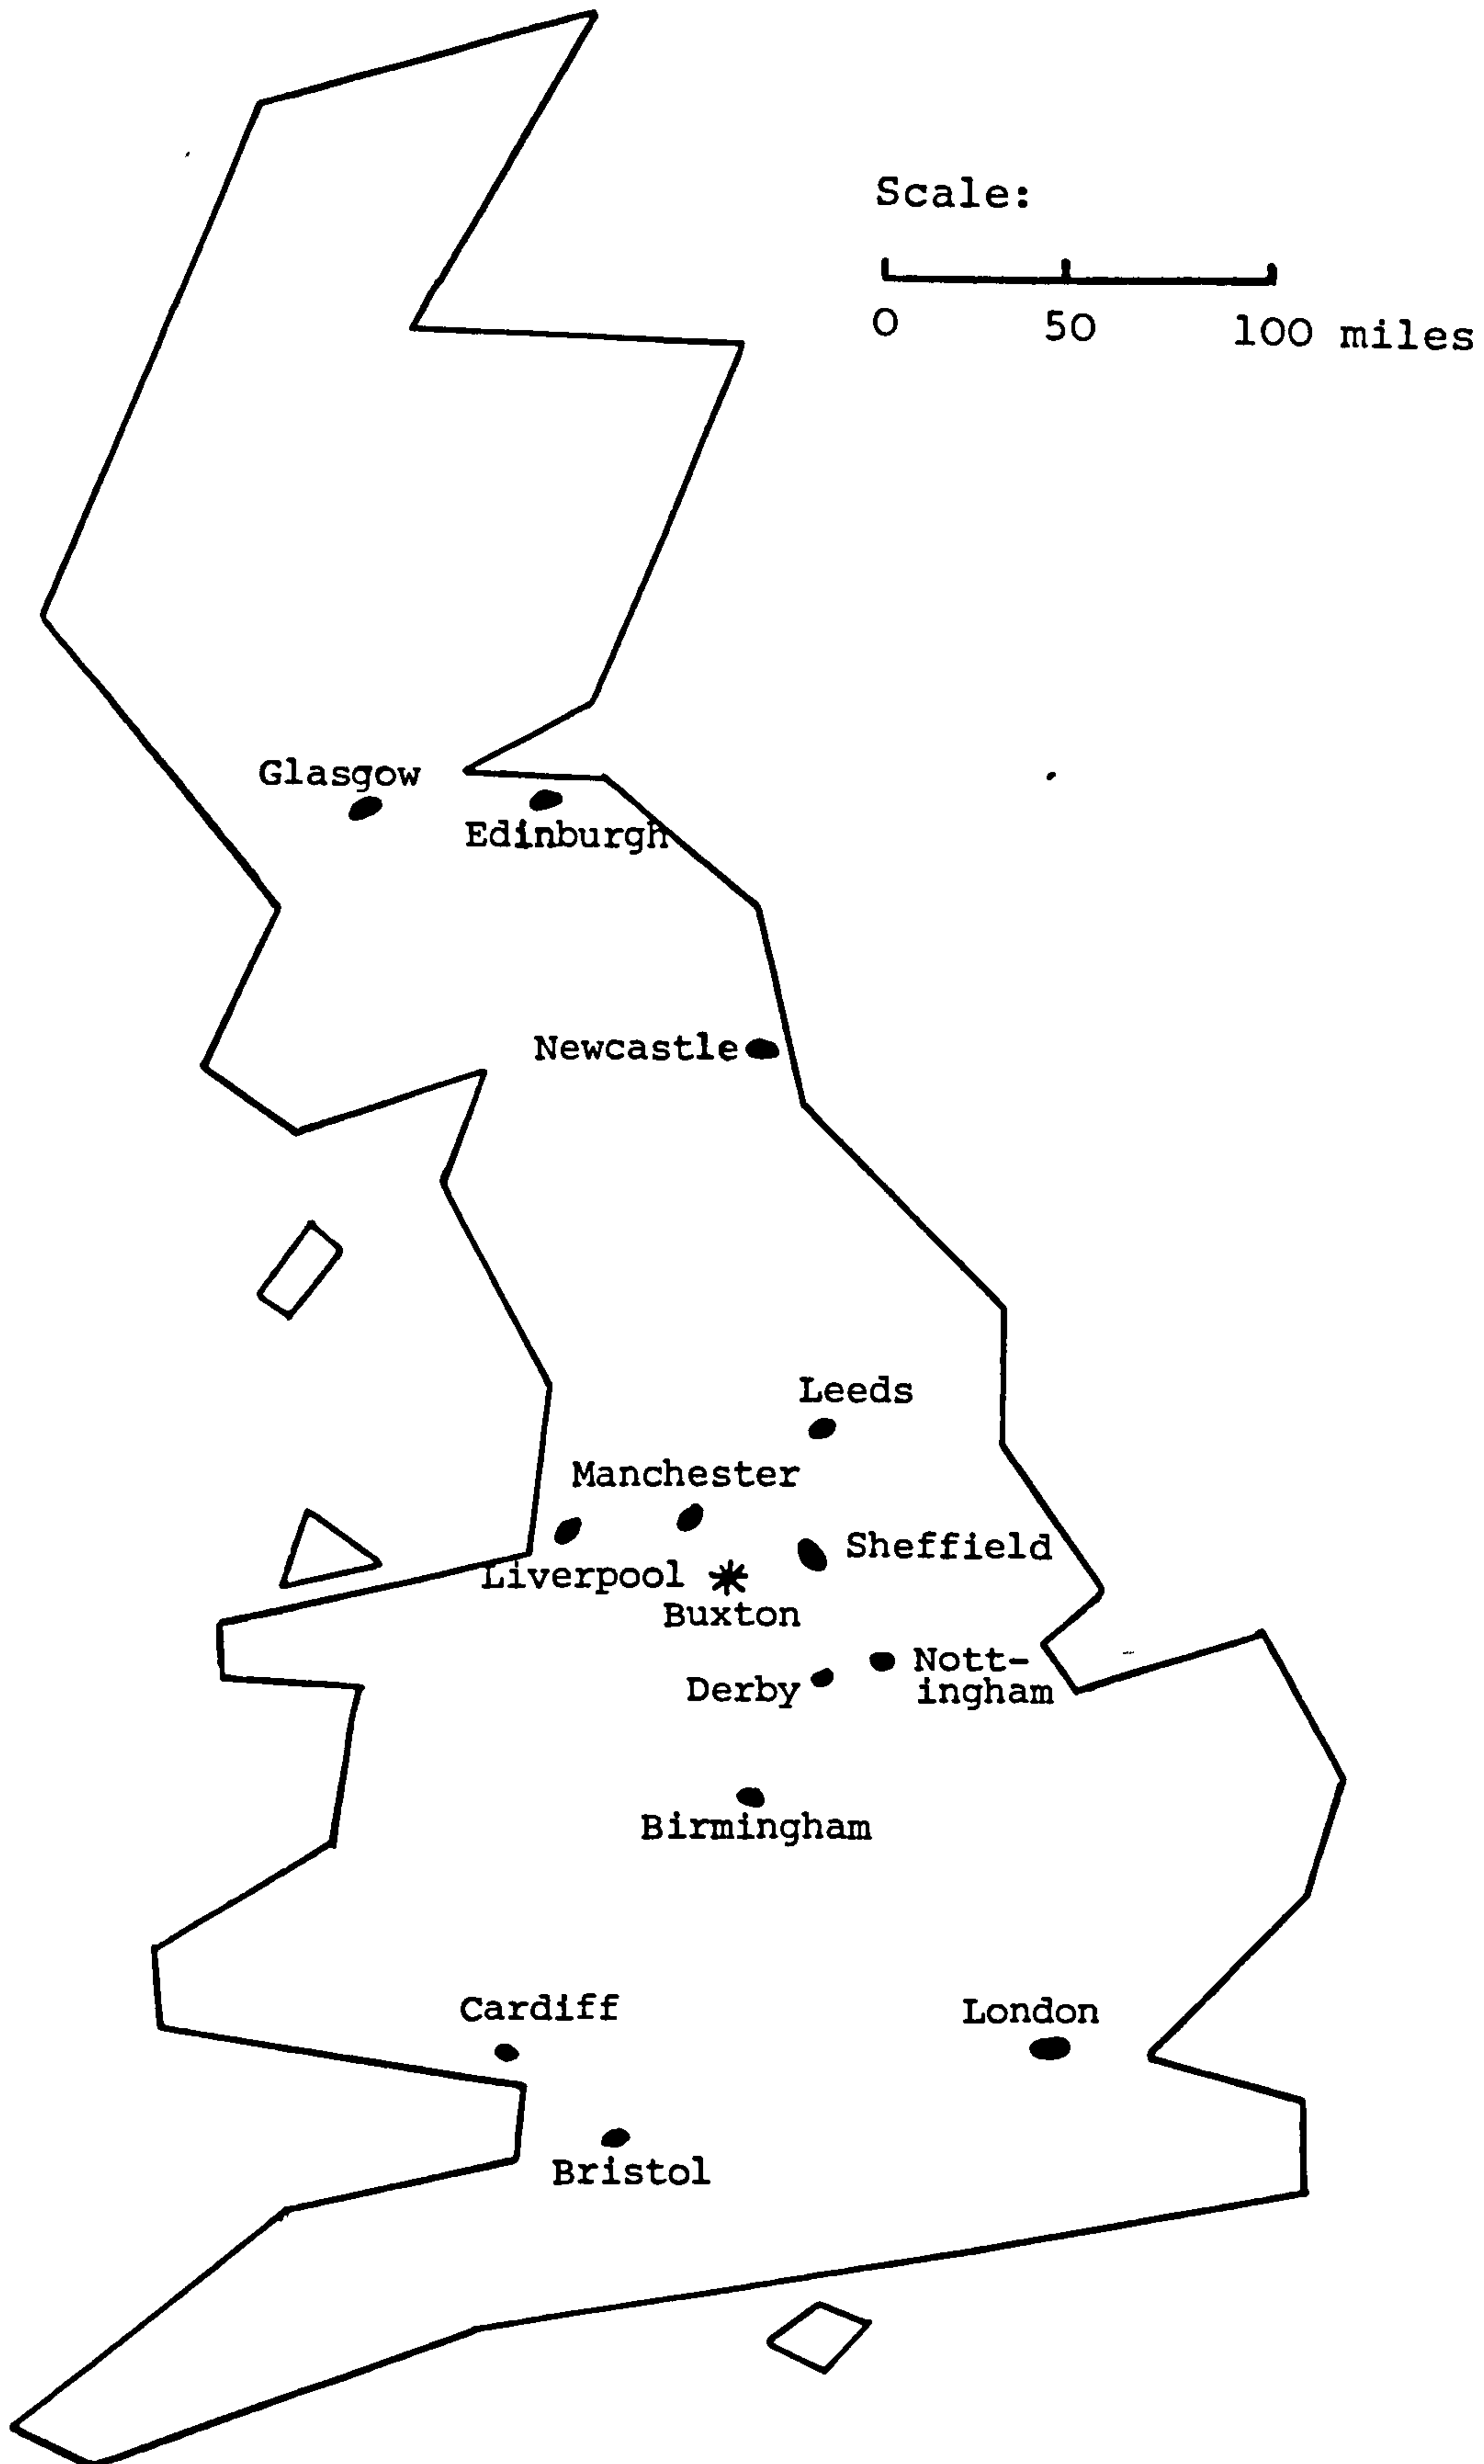 Scale:
0 50 100 miles
Glasgow
Edinburgh
Newcastle
Leeds
Manchester
Sheffield
Liverpool
Buxton
Nott-
ingham
Derby
Birmingham
Cardiff
London
Bristol